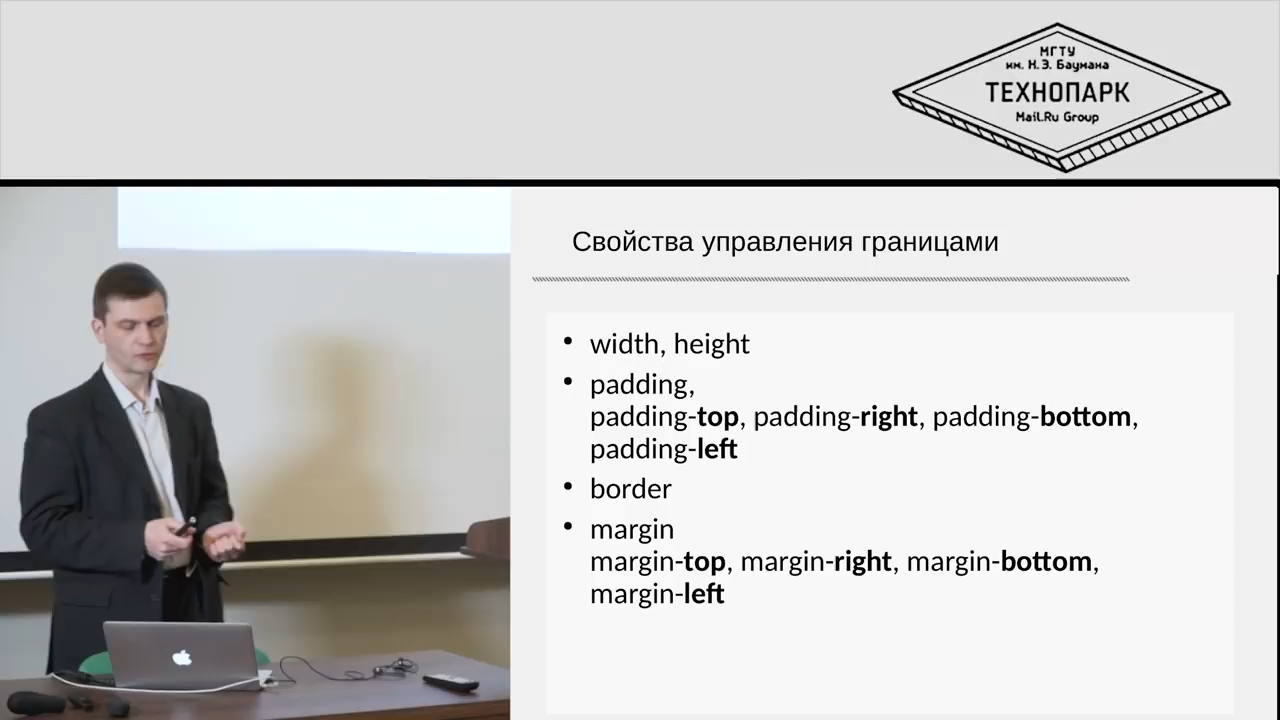 МГТУ
им. Н.Э. Баумана
ТЕХНОПАРК
Mail.Ru Group
Свойства управления границами
• width, height
• padding,
padding-top, padding-right, padding-bottom,
padding-left
• border
• margin
margin-top, margin-right, margin-bottom,
margin-left